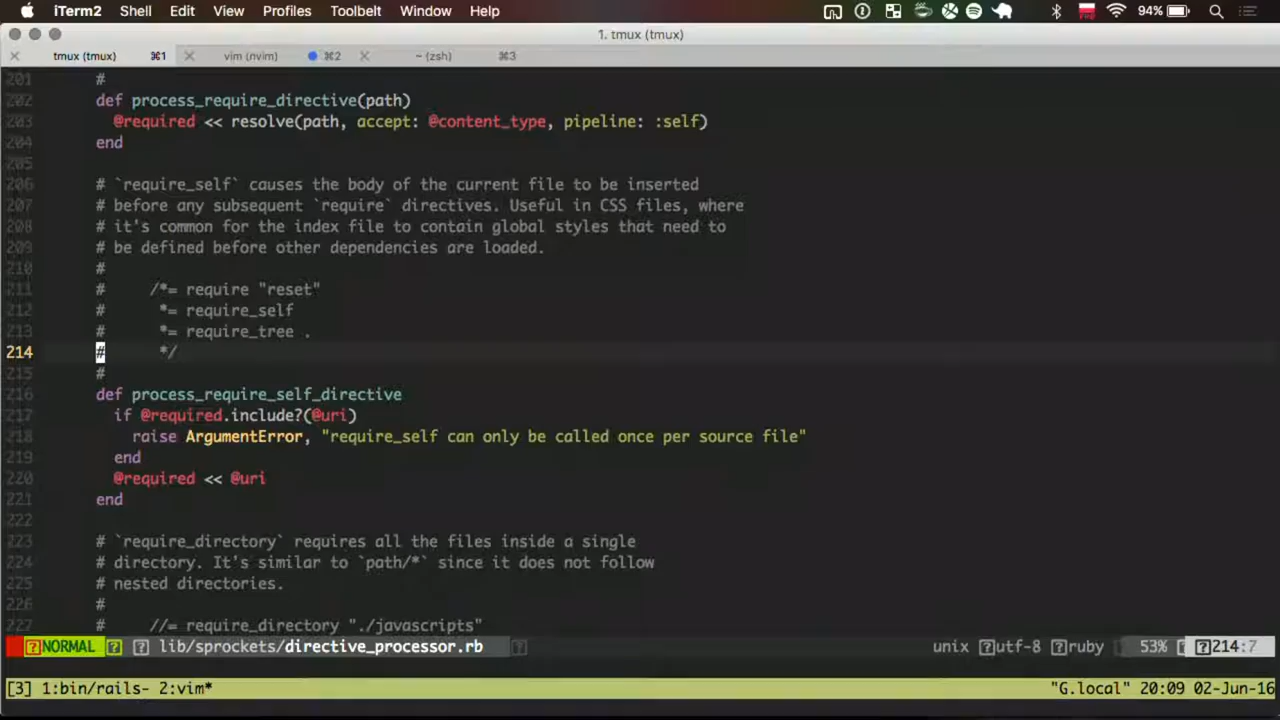 iTerm2 Shell Edit View Profiles Toolbelt Window Help 94%
1. tmux (tmux)
tmux (tmux) ⌘1 vim (nvim) ⌘2 ~ (zsh) ⌘3
201 #
202 def process_require_directive(path)
203 @required << resolve(path, accept: @content_type, pipeline: :self)
204 end
205
206 # `require_self` causes the body of the current file to be inserted
207 # before any subsequent `require` directives. Useful in CSS files, where
208 # it's common for the index file to contain global styles that need to
209 # be defined before other dependencies are loaded.
210 #
211 # /*= require "reset"
212 # *= require_self
213 # *= require_tree .
214 # */
215 #
216 def process_require_self_directive
217 if @required.include?(@uri)
218 raise ArgumentError, "require_self can only be called once per source file"
219 end
220 @required << @uri
221 end
222
223 # `require_directory` requires all the files inside a single
224 # directory. It's similar to `path/*` since it does not follow
225 # nested directories.
226 #
227 # //= require_directory "./javascripts"
NORMAL lib/sprockets/directive_processor.rb unix utf-8 ruby 53% 214:7
[3] 1:bin/rails- 2:vim* "G.local" 20:09 02-Jun-16